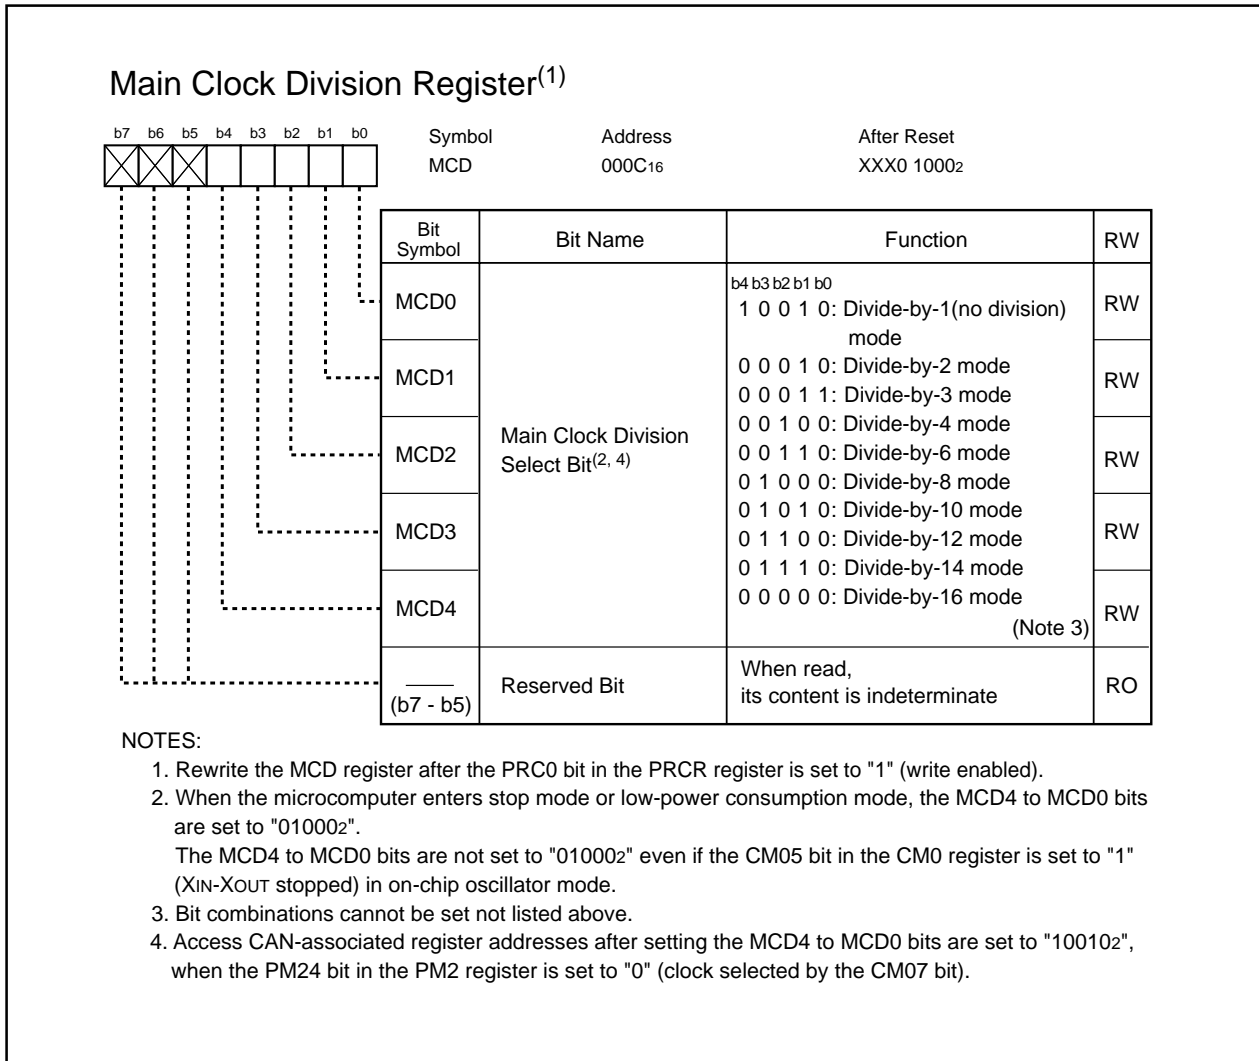 Main Clock Division Register(1)
b7 b6 b5 b4 b3 b2 b1 b0
Symbol Address After Reset
MCD 000C16 XXX0 10002
Bit Symbol Bit Name Function RW
MCD0 RW
MCD1 RW
MCD2 RW
MCD3 RW
MCD4 RW
Main Clock Division
Select Bit(2, 4)
b4 b3 b2 b1 b0
1 0 0 1 0: Divide-by-1(no division)
mode
0 0 0 1 0: Divide-by-2 mode
0 0 0 1 1: Divide-by-3 mode
0 0 1 0 0: Divide-by-4 mode
0 0 1 1 0: Divide-by-6 mode
0 1 0 0 0: Divide-by-8 mode
0 1 0 1 0: Divide-by-10 mode
0 1 1 0 0: Divide-by-12 mode
0 1 1 1 0: Divide-by-14 mode
0 0 0 0 0: Divide-by-16 mode
(Note 3)
(b7 - b5) Reserved Bit
When read,
its content is indeterminate
RO
NOTES:
1. Rewrite the MCD register after the PRC0 bit in the PRCR register is set to "1" (write enabled).
2. When the microcomputer enters stop mode or low-power consumption mode, the MCD4 to MCD0 bits
are set to "010002".
The MCD4 to MCD0 bits are not set to "010002" even if the CM05 bit in the CM0 register is set to "1"
(XIN-XOUT stopped) in on-chip oscillator mode.
3. Bit combinations cannot be set not listed above.
4. Access CAN-associated register addresses after setting the MCD4 to MCD0 bits are set to "100102",
when the PM24 bit in the PM2 register is set to "0" (clock selected by the CM07 bit).